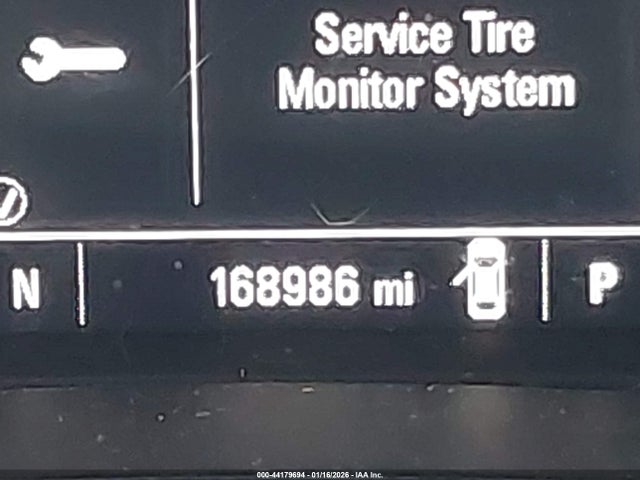 Service Tire
Monitor System
N
168986 mi
P
000-44179694 - 01/16/2026 - IAA Inc.